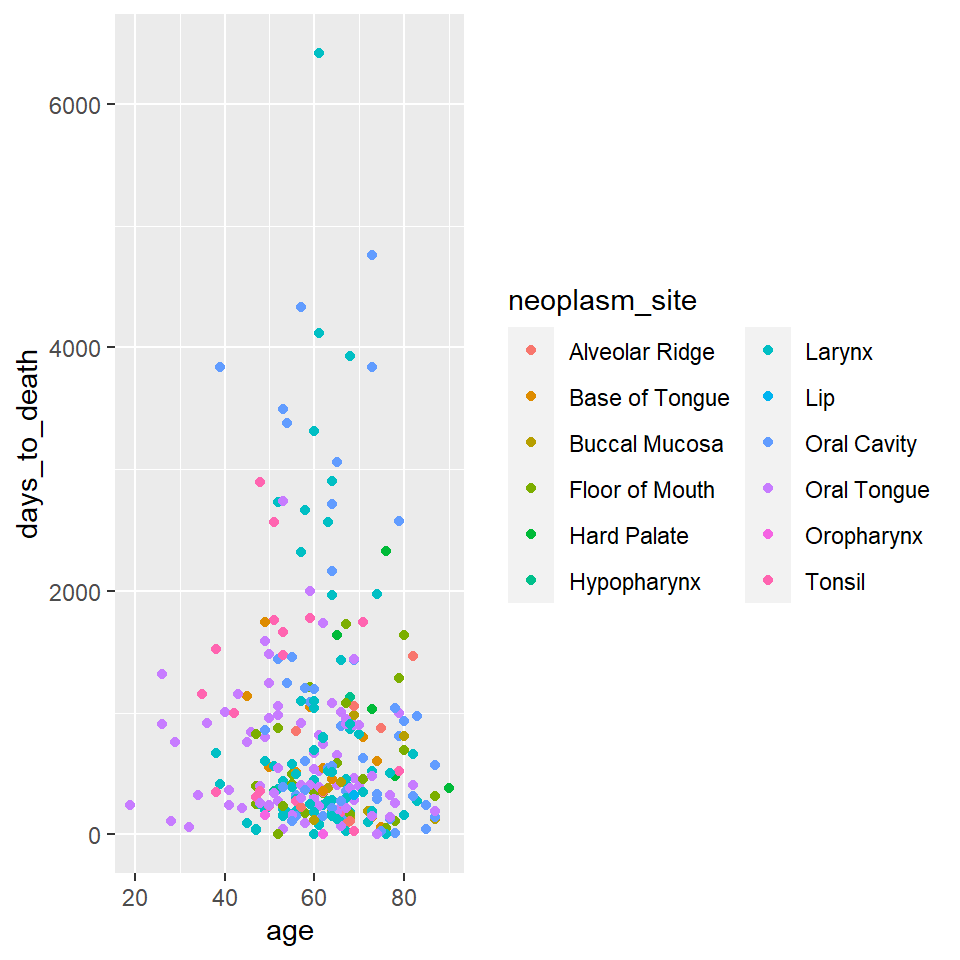 6000
4000
2000
0
days_to_death
20 40 60 80
age
neoplasm_site
Alveolar Ridge
Base of Tongue
Buccal Mucosa
Floor of Mouth
Hard Palate
Hypopharynx
Larynx
Lip
Oral Cavity
Oral Tongue
Oropharynx
Tonsil